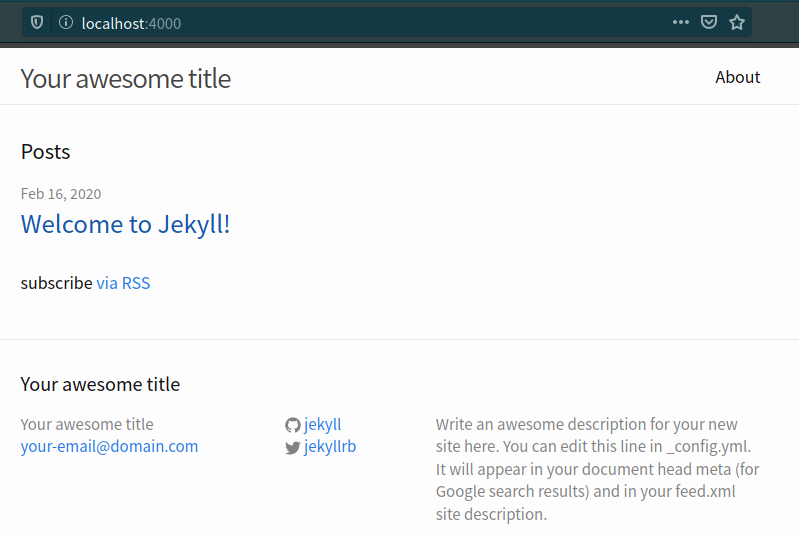 localhost:4000
Your awesome title
About
Posts
Feb 16, 2020
Welcome to Jekyll!
subscribe via RSS
Your awesome title
Your awesome title
your-email@domain.com
jekyll
jekyllrb
Write an awesome description for your new
site here. You can edit this line in _config.yml.
It will appear in your document head meta (for
Google search results) and in your feed.xml
site description.